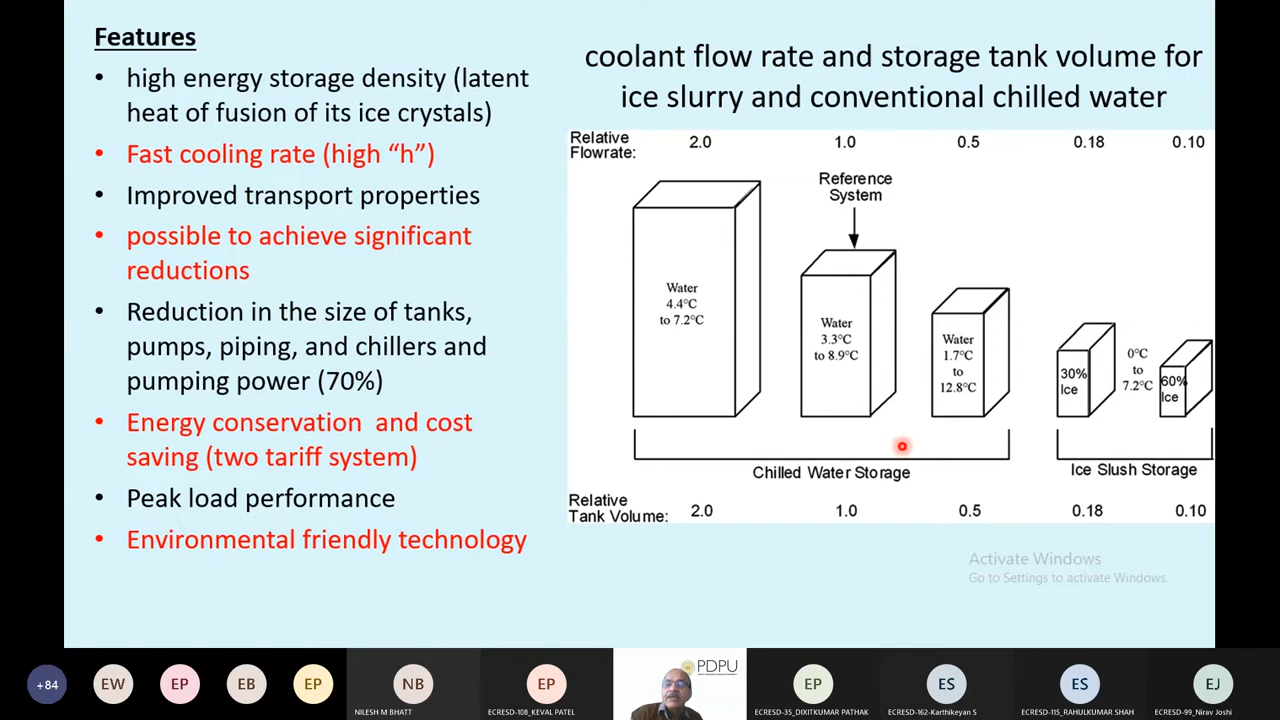 Features
• high energy storage density (latent
heat of fusion of its ice crystals)
• Fast cooling rate (high “h”)
• Improved transport properties
• possible to achieve significant
reductions
• Reduction in the size of tanks,
pumps, piping, and chillers and
pumping power (70%)
• Energy conservation and cost
saving (two tariff system)
• Peak load performance
• Environmental friendly technology
coolant flow rate and storage tank volume for
ice slurry and conventional chilled water
Relative
Flowrate:
2.0 1.0 0.5 0.18 0.10
Reference
System
Water
4.4°C
to 7.2°C
Water
3.3°C
to 8.9°C
Water
1.7°C
to
12.8°C
30%
Ice
0°C
to
7.2°C
60%
Ice
Chilled Water Storage
Ice Slush Storage
Relative
Tank Volume:
2.0 1.0 0.5 0.18 0.10
Activate Windows
Go to Settings to activate Windows.
+84 EW EP EB EP NB EP PDPU EP ES ES EJ
NILESH M BHATT
ECRESD-108_KEVAL PATEL
ECRESD-35_DIXITKUMAR PATHAK
ECRESD-162-Karthikeyan S
ECRESD-115_RAHULKUMAR SHAH
ECRESD-99_Nirav Joshi